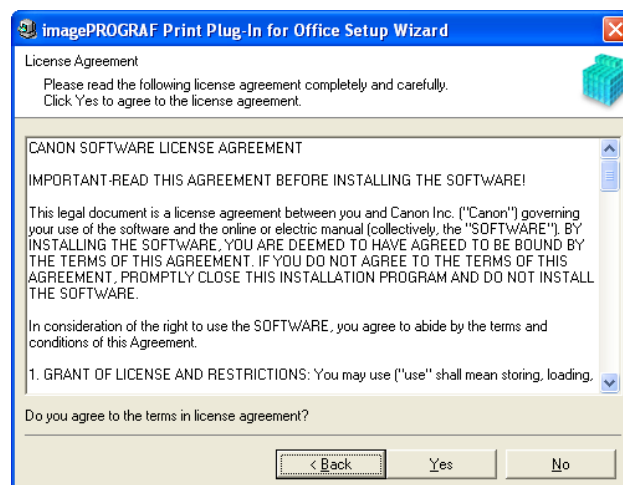 imagePROGRAF Print Plug-In for Office Setup Wizard
License Agreement
Please read the following license agreement completely and carefully.
Click Yes to agree to the license agreement.
CANON SOFTWARE LICENSE AGREEMENT
IMPORTANT-READ THIS AGREEMENT BEFORE INSTALLING THE SOFTWARE!
This legal document is a license agreement between you and Canon Inc. ("Canon") governing
your use of the software and the online or electric manual (collectively, the "SOFTWARE"). BY
INSTALLING THE SOFTWARE, YOU ARE DEEMED TO HAVE AGREED TO BE BOUND BY
THE TERMS OF THIS AGREEMENT. IF YOU DO NOT AGREE TO THE TERMS OF THIS
AGREEMENT, PROMPTLY CLOSE THIS INSTALLATION PROGRAM AND DO NOT INSTALL
THE SOFTWARE.
In consideration of the right to use the SOFTWARE, you agree to abide by the terms and
conditions of this Agreement.
1. GRANT OF LICENSE AND RESTRICTIONS: You may use ("use" shall mean storing, loading,
Do you agree to the terms in license agreement?
< Back Yes No